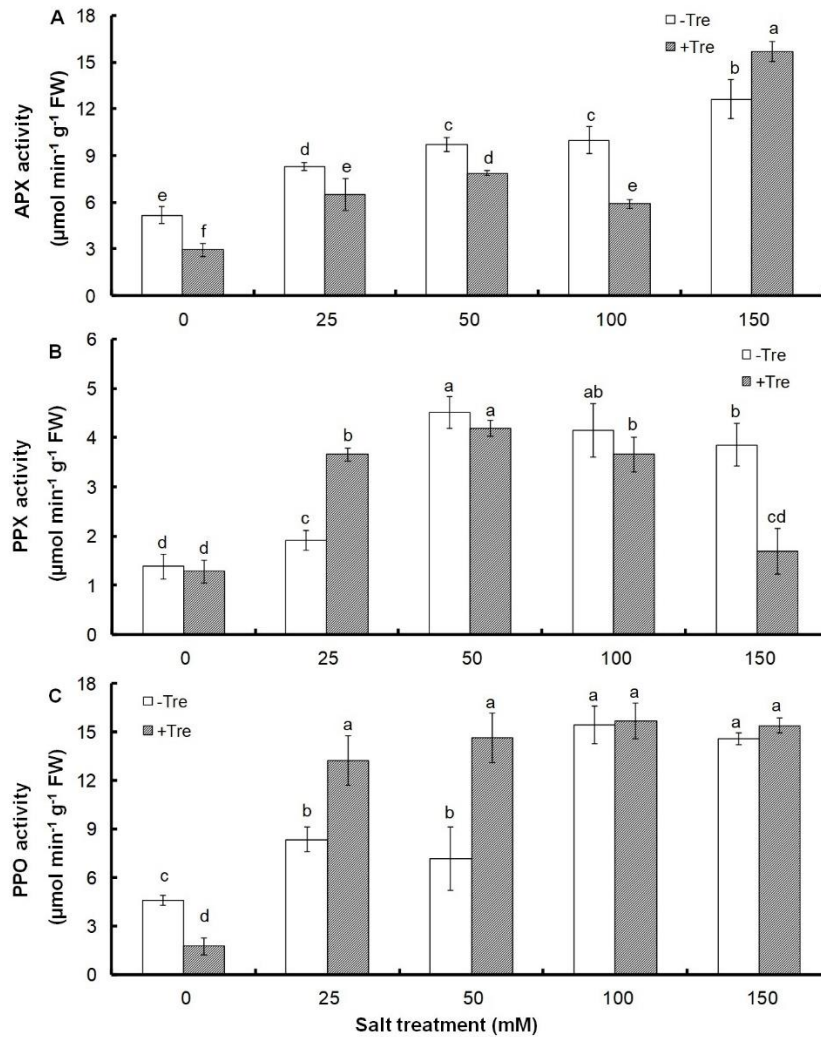 A
18
15
12
9
6
3
0
APX activity
(µmol min-1 g-1 FW)
-Tre
+Tre
e
f
d
e
c
d
c
e
b
a
0 25 50 100 150
B
6
5
4
3
2
1
0
PPX activity
(µmol min-1 g-1 FW)
-Tre
+Tre
d
d
c
b
a
a
ab
b
b
cd
0 25 50 100 150
C
18
15
12
9
6
3
0
PPO activity
(µmol min-1 g-1 FW)
-Tre
+Tre
c
d
b
a
b
a
a
a
a
a
0 25 50 100 150
Salt treatment (mM)